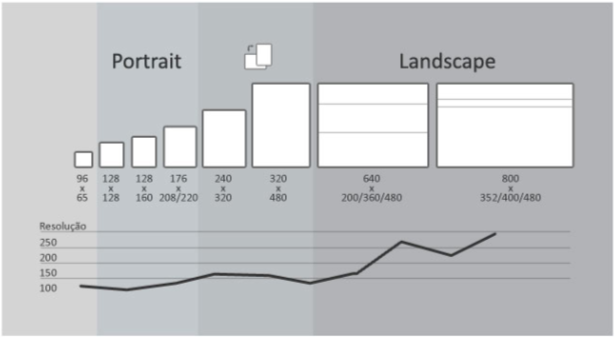 Portrait
Landscape
96 128 128 176 240 320 640 800
x x x x x x x x
65 128 160 208/220 320 480 200/360/480 352/400/480
Resolução
250
200
150
100